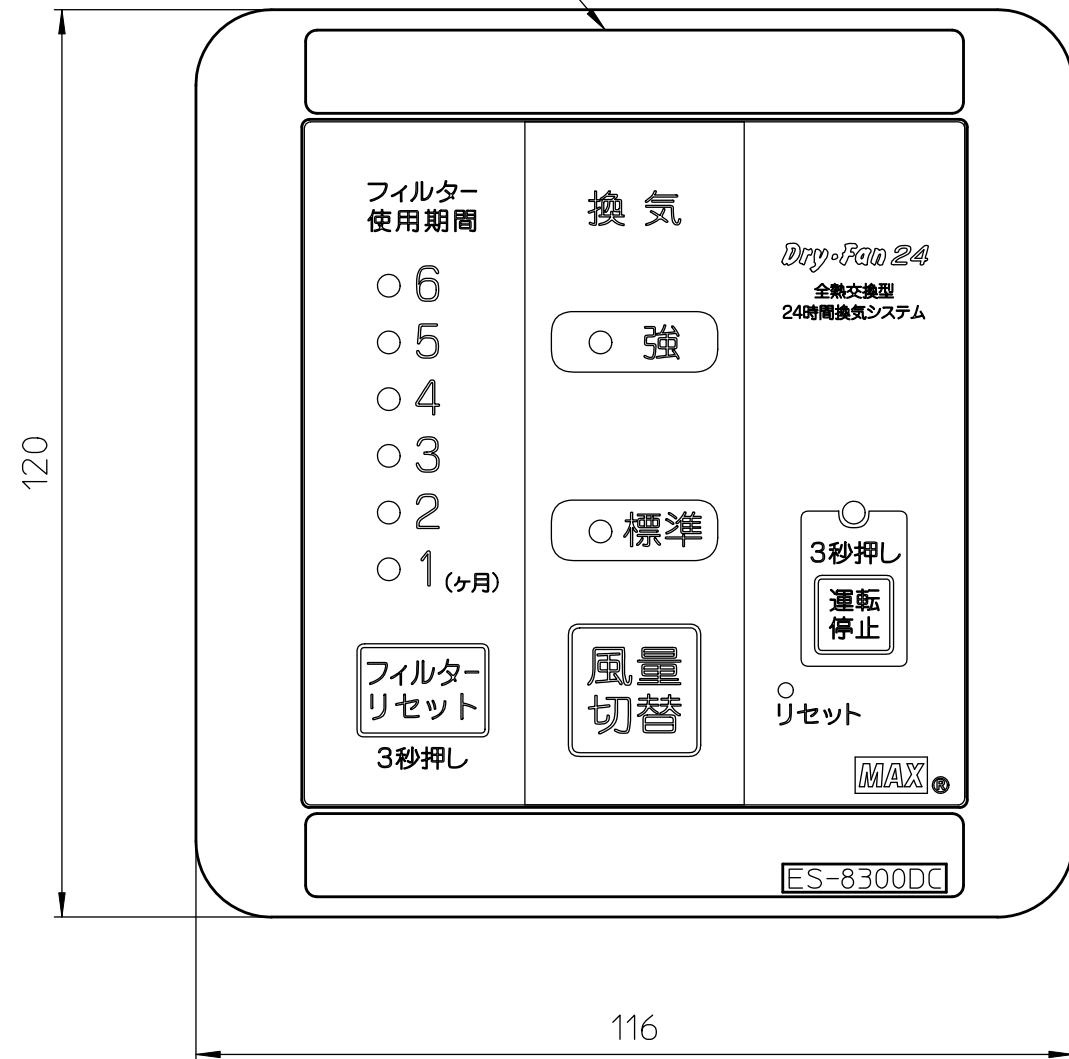 フィルター
使用期間
6
5
4
3
2
1(ヶ月)
フィルター
リセット
3秒押し
換気
強
標準
風量
切替
Dry・Fan 24
全熱交換型
24時間換気システム
3秒押し
運転
停止
リセット
MAX®
ES-8300DC
120
116